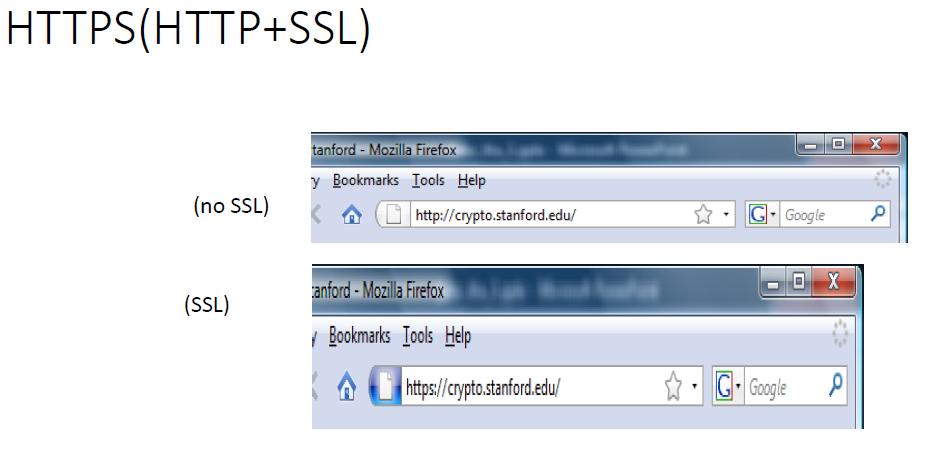 HTTPS(HTTP+SSL)
(no SSL)
tanford - Mozilla Firefox
ry Bookmarks Tools Help
http://crypto.stanford.edu/ G Google
(SSL)
tanford - Mozilla Firefox
y Bookmarks Tools Help
https://crypto.stanford.edu/ G Google